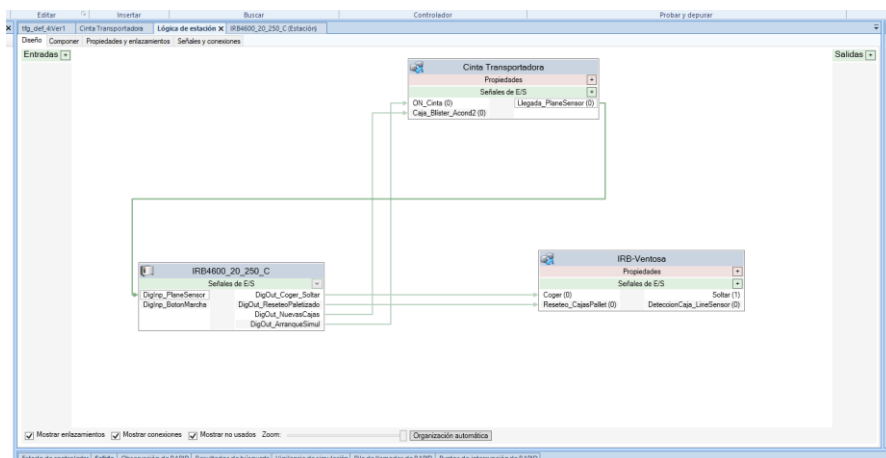 Editar Insertar Buscar Controlador Probar y depurar
tfg_def_4Ver1 Cinta Transportadora Lógica de estación X IRB4600_20_250_C (Estación)
Diseño Componer Propiedades y enlazamientos Señales y conexiones
Entradas + Salidas +
Cinta Transportadora
Propiedades +
Señales de E/S +
ON_Cinta (0) Llegada_PlaneSensor (0)
Caja_Blister_Acond2 (0)
IRB4600_20_250_C
Señales de E/S
DigInp_PlaneSensor DigOut_Coger_Soltar
DigInp_BotonMarcha DigOut_ReseteoPaletizado
DigOut_NuevasCajas
DigOut_ArranqueSimul
IRB-Ventosa
Propiedades +
Señales de E/S +
Coger (0) Soltar (1)
Reseteo_CajasPallet (0) DeteccionCaja_LineSensor (0)
Mostrar enlazamientos Mostrar conexiones Mostrar no usados Zoom: Organización automática